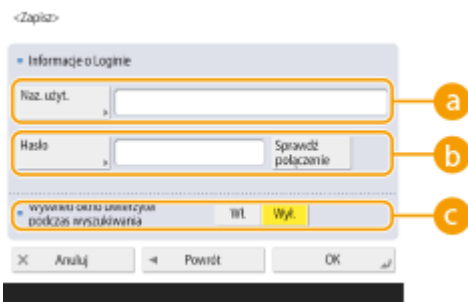 <Zapisz>
Informacje o Loginie
Naz. użyt.
a
Hasło
Sprawdź
połączenie
b
podczas wyszukiwania
Wł.
Wył.
c
Anuluj
Powrót
OK